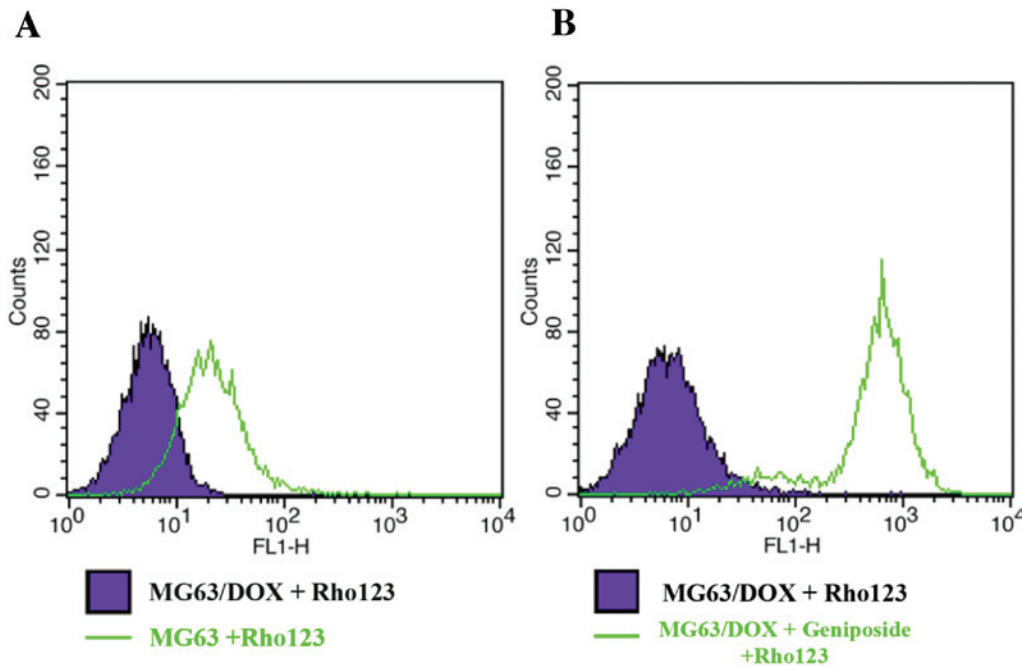 A
B
200
160
120
80
40
0
Counts
10^0
10^1
10^2
10^3
10^4
FL1-H
MG63/DOX + Rho123
MG63 +Rho123
200
160
120
80
40
0
Counts
10^0
10^1
10^2
10^3
10^4
FL1-H
MG63/DOX + Rho123
MG63/DOX + Geniposide
+Rho123